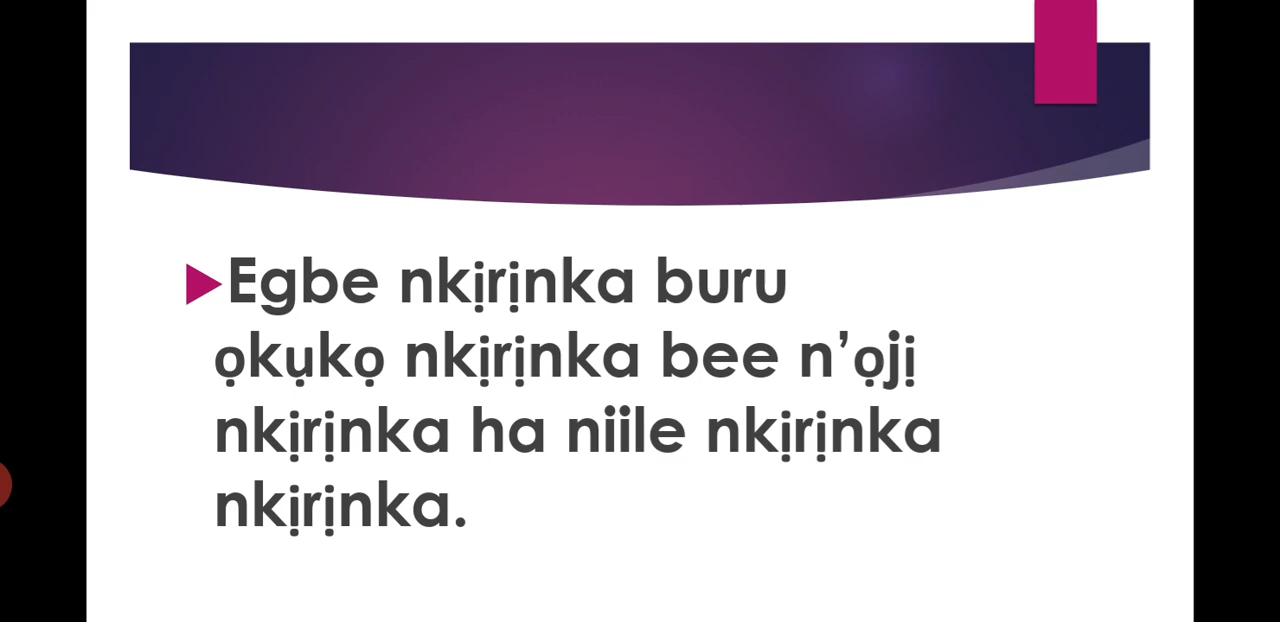 Egbe nkịrịnka buru
ọkụkọ nkịrịnka bee n’ọjị
nkịrịnka ha niile nkịrịnka
nkịrịnka.